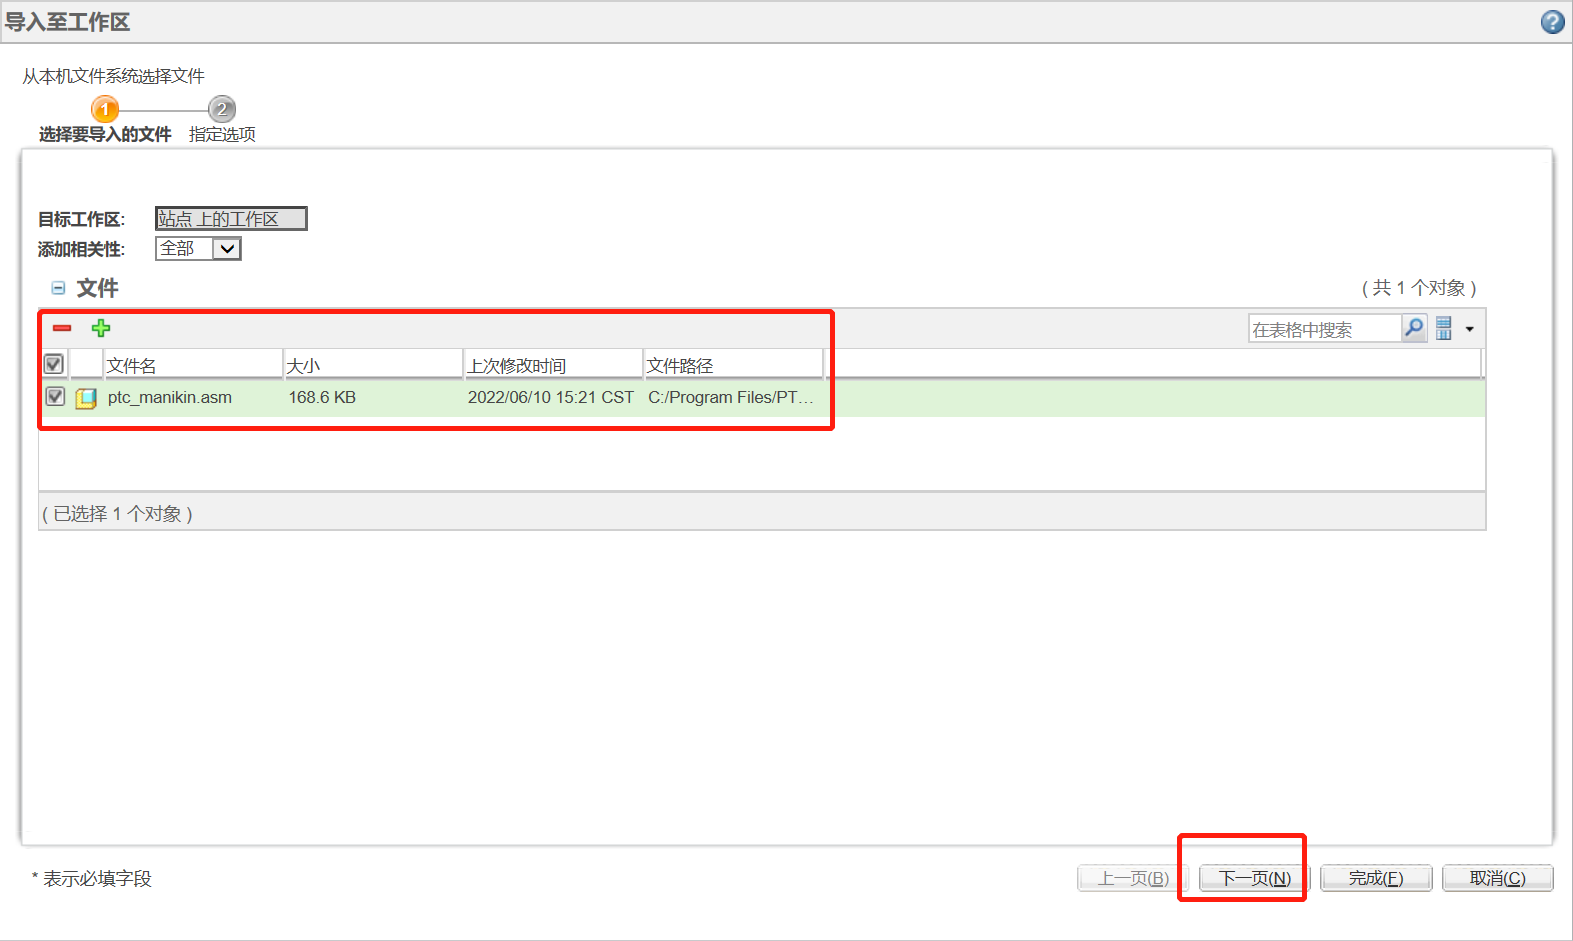 导入至工作区
?
从本机文件系统选择文件
1 2
选择要导入的文件 指定选项
目标工作区: 站点 上的工作区
添加相关性: 全部
文件 ( 共 1 个对象 )
在表格中搜索
文件名 大小 上次修改时间 文件路径
ptc_manikin.asm 168.6 KB 2022/06/10 15:21 CST C:/Program Files/PT...
( 已选择 1 个对象 )
* 表示必填字段
上一页(B) 下一页(N) 完成(F) 取消(C)